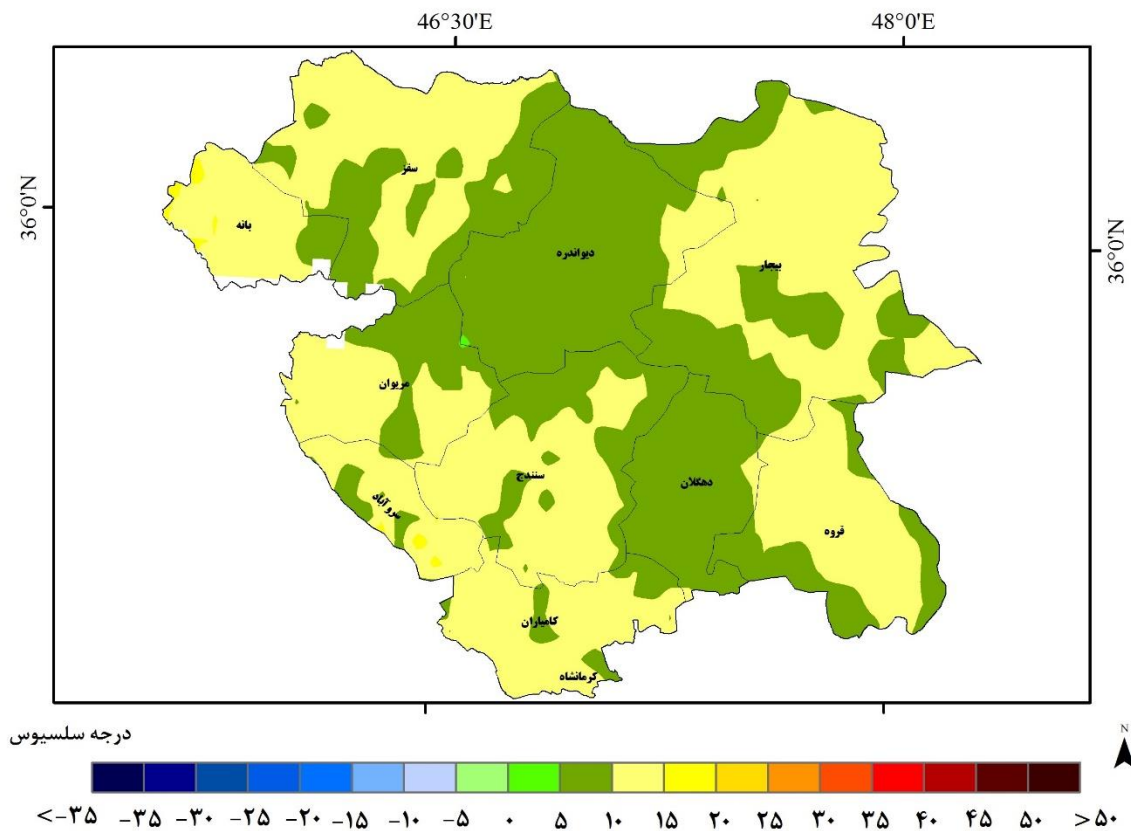 46°30'E
48°0'E
36°0'N
36°0'N
سقز
بانه
دیواندره
بیجار
مریوان
سنندج
دهگلان
سرو آباد
قروه
کامیاران
کرمانشاه
درجه سلسیوس
N
<-۳۵ -۳۵ -۳۰ -۲۵ -۲۰ -۱۵ -۱۰ -۵ ۰ ۵ ۱۰ ۱۵ ۲۰ ۲۵ ۳۰ ۳۵ ۴۰ ۴۵ ۵۰ >۵۰